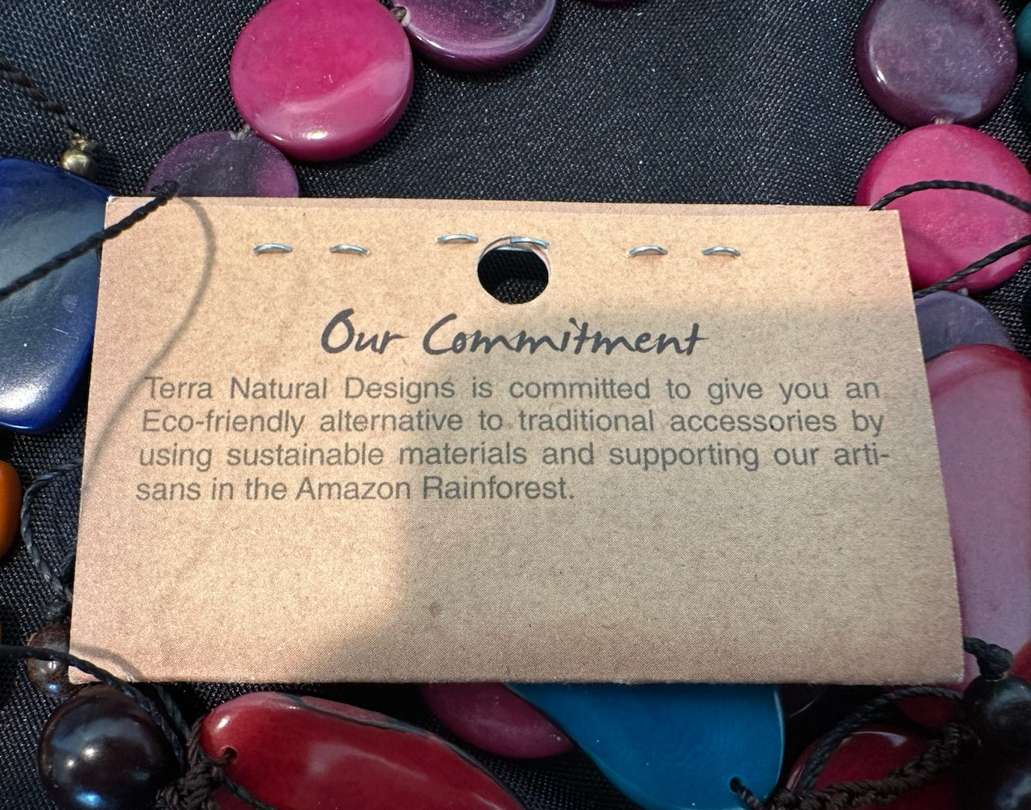 Our Commitment
Terra Natural Designs is committed to give you an
Eco-friendly alternative to traditional accessories by
using sustainable materials and supporting our arti-
sans in the Amazon Rainforest.